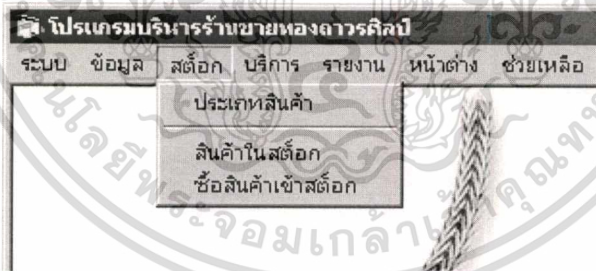 โปรแกรมบริหารร้านขายทองถาวรศิลป์
ระบบ ข้อมูล สต็อก บริการ รายงาน หน้าต่าง ช่วยเหลือ
ประเภทสินค้า
สินค้าในสต็อก
ซื้อสินค้าเข้าสต็อก